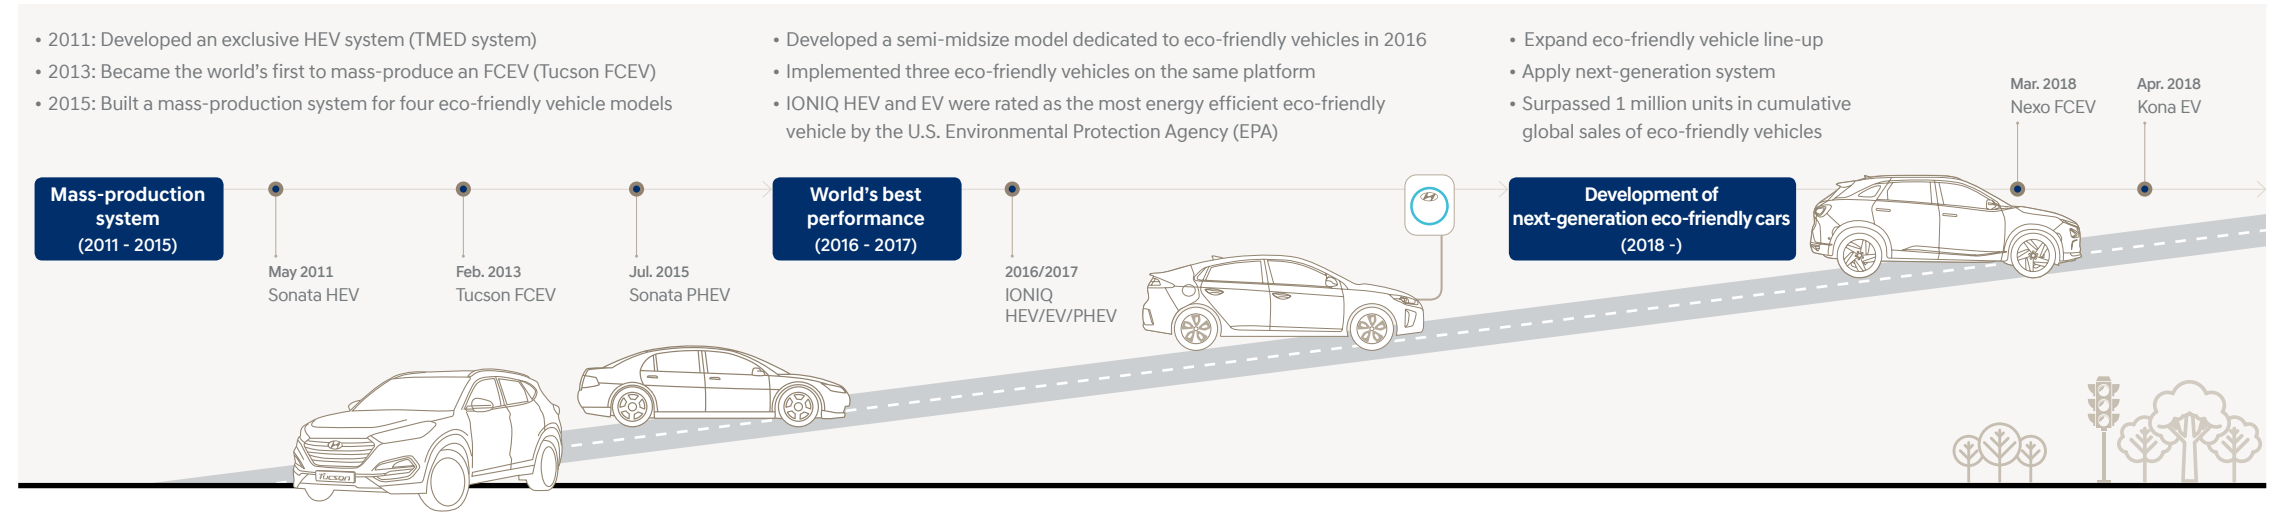 • 2011: Developed an exclusive HEV system (TMED system)
• 2013: Became the world's first to mass-produce an FCEV (Tucson FCEV)
• 2015: Built a mass-production system for four eco-friendly vehicle models
• Developed a semi-midsize model dedicated to eco-friendly vehicles in 2016
• Implemented three eco-friendly vehicles on the same platform
• IONIQ HEV and EV were rated as the most energy efficient eco-friendly
vehicle by the U.S. Environmental Protection Agency (EPA)
• Expand eco-friendly vehicle line-up
• Apply next-generation system
• Surpassed 1 million units in cumulative
global sales of eco-friendly vehicles
Mar. 2018
Nexo FCEV
Apr. 2018
Kona EV
Mass-production
system
(2011 - 2015)
World's best
performance
(2016 - 2017)
Development of
next-generation eco-friendly cars
(2018 -)
May 2011
Sonata HEV
Feb. 2013
Tucson FCEV
Jul. 2015
Sonata PHEV
2016/2017
IONIQ
HEV/EV/PHEV
Tucson